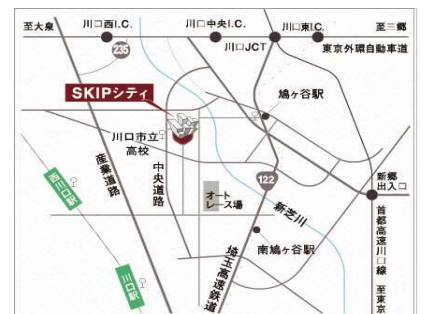 至大泉
川口西I.C.
川口中央I.C.
川口東I.C.
至三郷
235
川口JCT
東京外環自動車道
SKIPシティ
鳩ヶ谷駅
川口市立
高校
産業道路
中央道路
122
新郷
出入口
西川口駅
オート
レース場
新芝川
首都高速川口線
川口駅
南鳩ヶ谷駅
埼玉高速鉄道
至東京